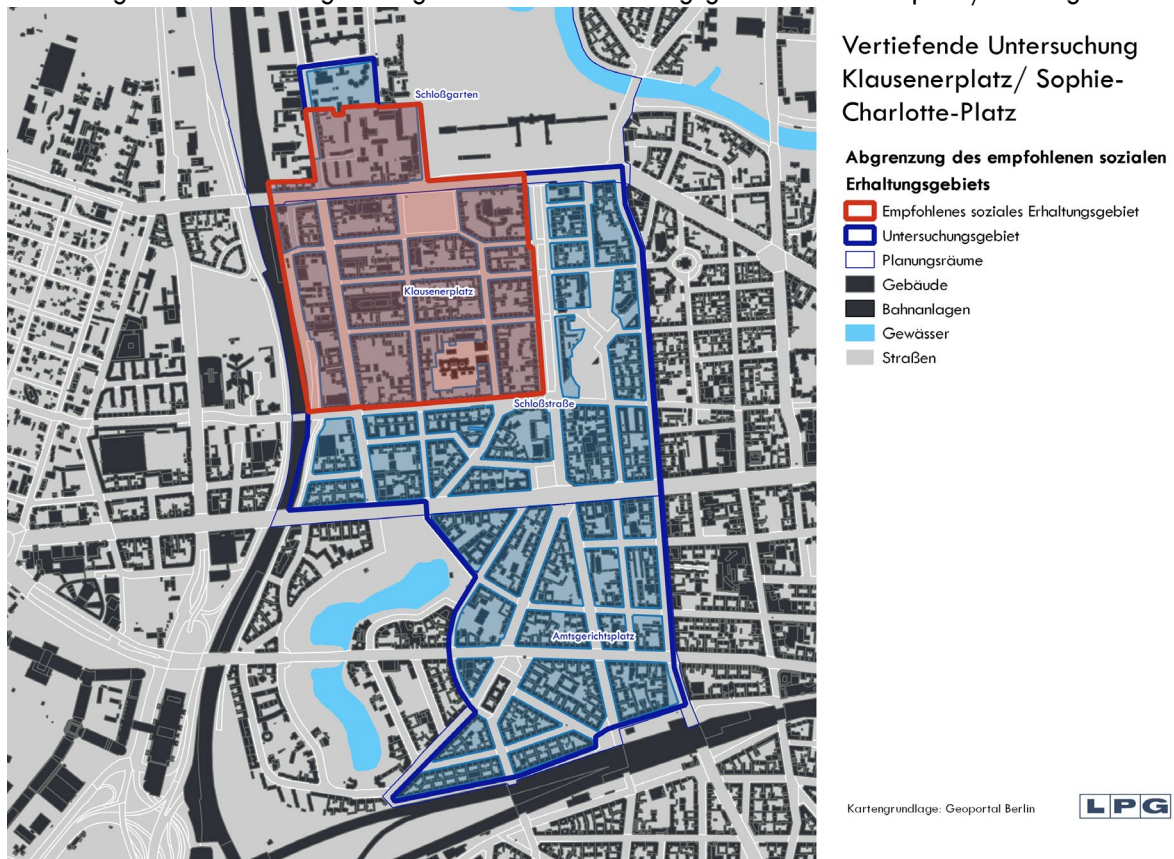 Vertiefende Untersuchung
Klausenerplatz/ Sophie-
Charlotte-Platz
Abgrenzung des empfohlenen sozialen
Erhaltungsgebiets
Empfohlenes soziales Erhaltungsgebiet
Untersuchungsgebiet
Planungsräume
Gebäude
Bahnanlagen
Gewässer
Straßen
Schloßgarten
Klausenerplatz
Schloßstraße
Amtsgerichtsplatz
Kartengrundlage: Geoportal Berlin
LPG